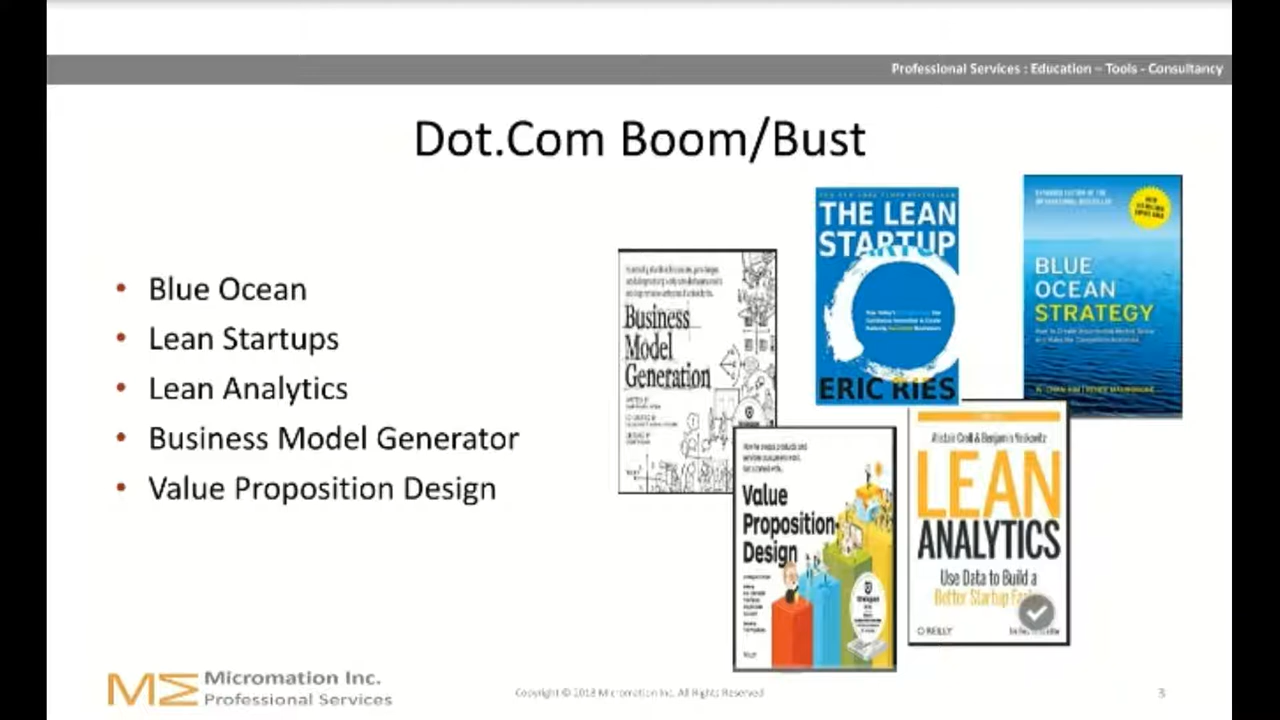 Professional Services : Education – Tools - Consultancy
Dot.Com Boom/Bust
• Blue Ocean
• Lean Startups
• Lean Analytics
• Business Model Generator
• Value Proposition Design
Business
Model
Generation
THE LEAN
STARTUP
ERIC RIES
BLUE
OCEAN
STRATEGY
Value
Proposition
Design
Alistair Croll & Benjamin Yoskovitz
LEAN
ANALYTICS
Use Data to Build a
Better Startup
O'REILLY
Micromation Inc.
Professional Services
Copyright © 2018 Micromation Inc. All Rights Reserved
3